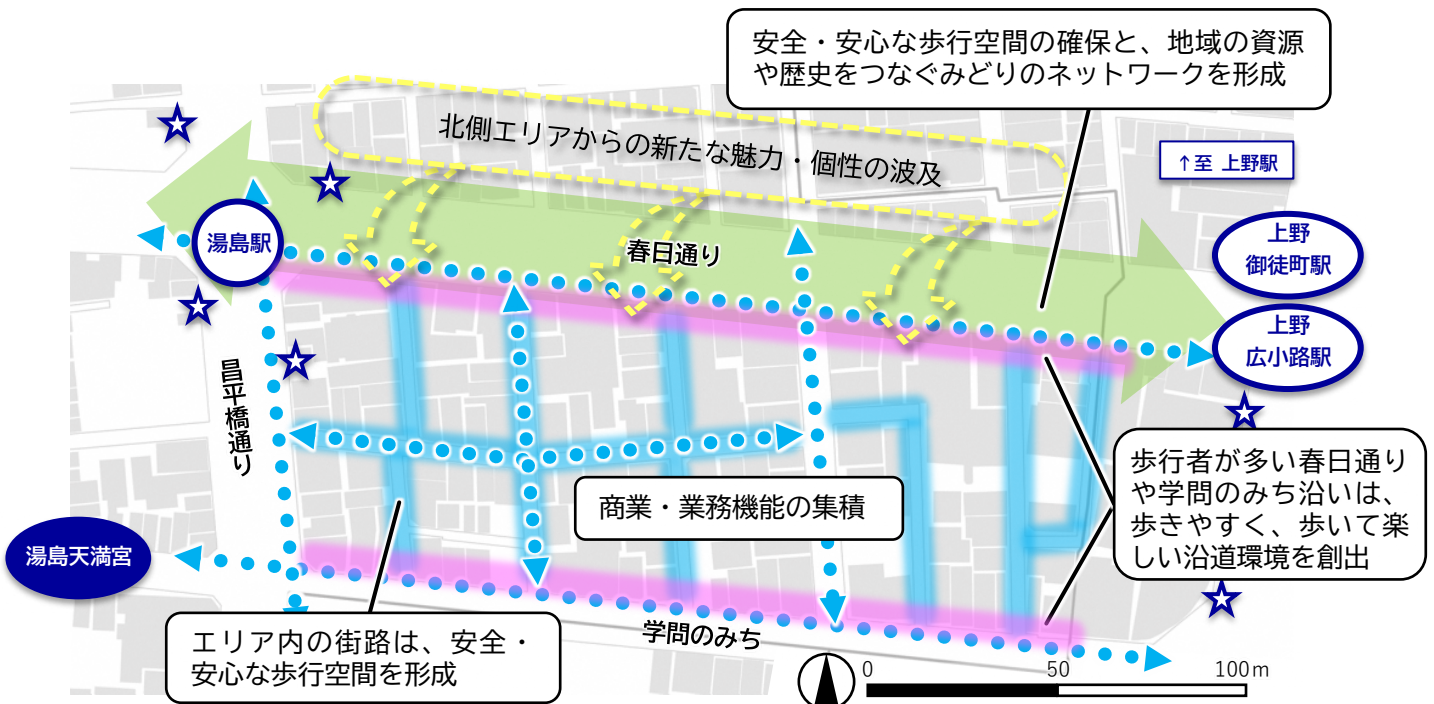 安全・安心な歩行空間の確保と、地域の資源
や歴史をつなぐみどりのネットワークを形成
北側エリアからの新たな魅力・個性の波及
↑至 上野駅
湯島駅
春日通り
上野
御徒町駅
上野
広小路駅
昌平橋通り
歩行者が多い春日通り
や学問のみち沿いは、
歩きやすく、歩いて楽
しい沿道環境を創出
商業・業務機能の集積
湯島天満宮
エリア内の街路は、安全・
安心な歩行空間を形成
学問のみち
0 50 100m